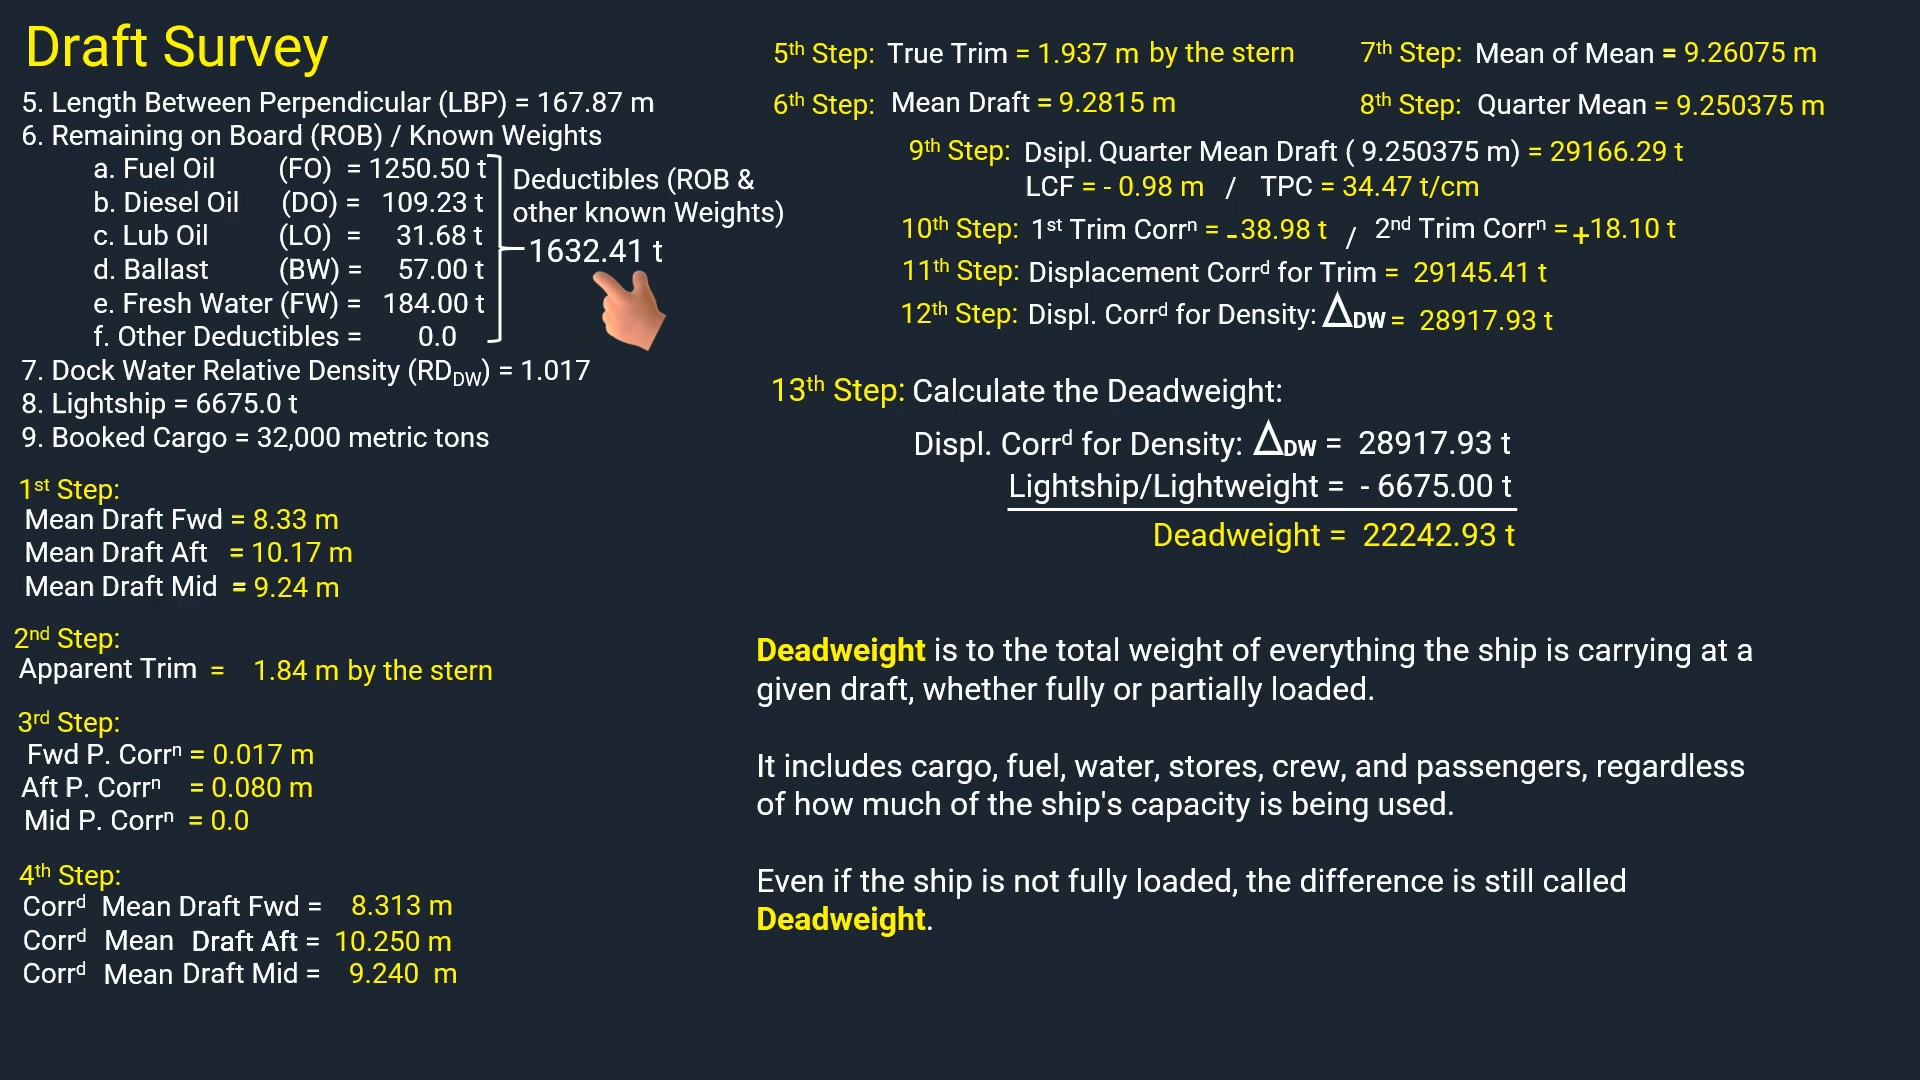 Draft Survey
5. Length Between Perpendicular (LBP) = 167.87 m
6. Remaining on Board (ROB) / Known Weights
a. Fuel Oil (FO) = 1250.50 t
b. Diesel Oil (DO) = 109.23 t
c. Lub Oil (LO) = 31.68 t
d. Ballast (BW) = 57.00 t
e. Fresh Water (FW) = 184.00 t
f. Other Deductibles = 0.0
Deductibles (ROB &
other known Weights)
1632.41 t
7. Dock Water Relative Density (RDDW) = 1.017
8. Lightship = 6675.0 t
9. Booked Cargo = 32,000 metric tons
1st Step:
Mean Draft Fwd = 8.33 m
Mean Draft Aft = 10.17 m
Mean Draft Mid = 9.24 m
2nd Step:
Apparent Trim = 1.84 m by the stern
3rd Step:
Fwd P. Corrn = 0.017 m
Aft P. Corrn = 0.080 m
Mid P. Corrn = 0.0
4th Step:
Corrd Mean Draft Fwd = 8.313 m
Corrd Mean Draft Aft = 10.250 m
Corrd Mean Draft Mid = 9.240 m
5th Step: True Trim = 1.937 m by the stern
6th Step: Mean Draft = 9.2815 m
7th Step: Mean of Mean = 9.26075 m
8th Step: Quarter Mean = 9.250375 m
9th Step: Dsipl. Quarter Mean Draft ( 9.250375 m) = 29166.29 t
LCF = - 0.98 m / TPC = 34.47 t/cm
10th Step: 1st Trim Corrn = -38.98 t / 2nd Trim Corrn = +18.10 t
11th Step: Displacement Corrd for Trim = 29145.41 t
12th Step: Displ. Corrd for Density: ΔDW = 28917.93 t
13th Step: Calculate the Deadweight:
Displ. Corrd for Density: ΔDW = 28917.93 t
Lightship/Lightweight = - 6675.00 t
Deadweight = 22242.93 t
Deadweight is to the total weight of everything the ship is carrying at a
given draft, whether fully or partially loaded.
It includes cargo, fuel, water, stores, crew, and passengers, regardless
of how much of the ship's capacity is being used.
Even if the ship is not fully loaded, the difference is still called
Deadweight.